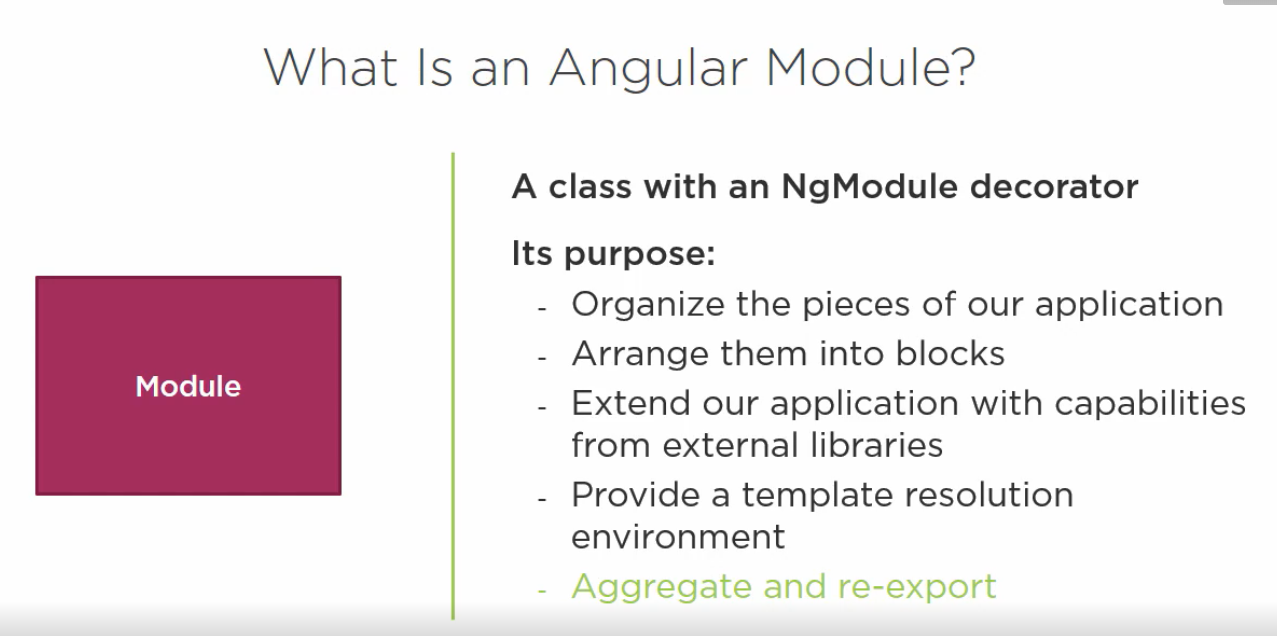 What Is an Angular Module?
Module
A class with an NgModule decorator
Its purpose:
- Organize the pieces of our application
- Arrange them into blocks
- Extend our application with capabilities
from external libraries
- Provide a template resolution
environment
- Aggregate and re-export